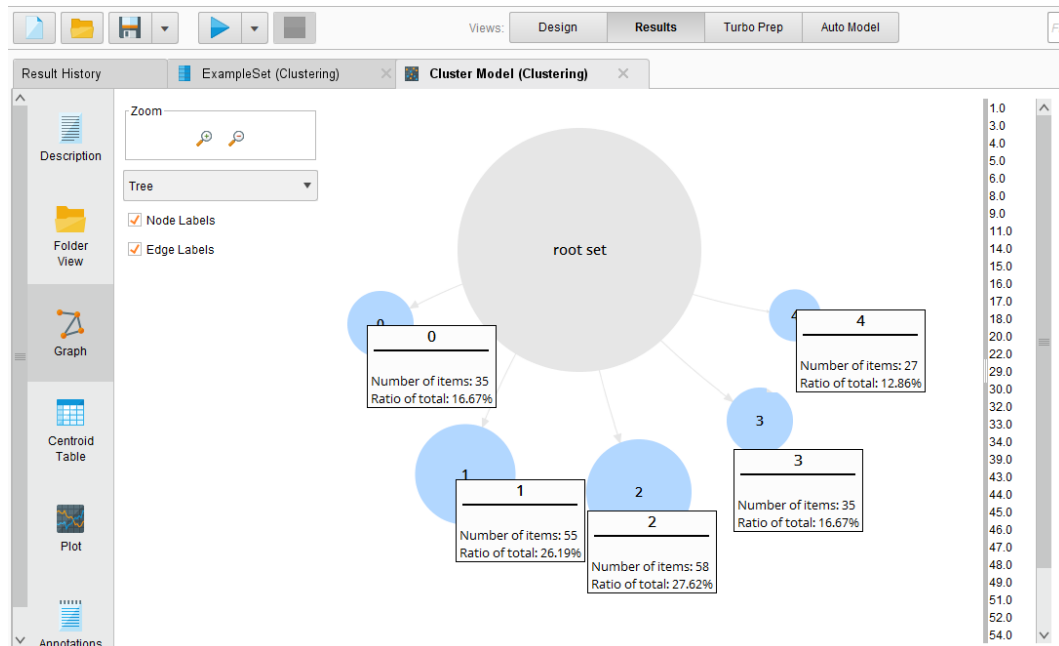 Views:
Design
Results
Turbo Prep
Auto Model
Result History
ExampleSet (Clustering)
Cluster Model (Clustering)
Description
Folder
View
Graph
Centroid
Table
Plot
Annotations
Zoom
Tree
Node Labels
Edge Labels
root set
0
0
Number of items: 35
Ratio of total: 16.67%
1
1
Number of items: 55
Ratio of total: 26.19%
2
2
Number of items: 58
Ratio of total: 27.62%
3
3
Number of items: 35
Ratio of total: 16.67%
4
4
Number of items: 27
Ratio of total: 12.86%
1.0
3.0
4.0
5.0
6.0
8.0
9.0
11.0
14.0
15.0
16.0
17.0
18.0
20.0
22.0
29.0
30.0
32.0
33.0
34.0
39.0
43.0
44.0
45.0
46.0
47.0
48.0
49.0
51.0
52.0
54.0